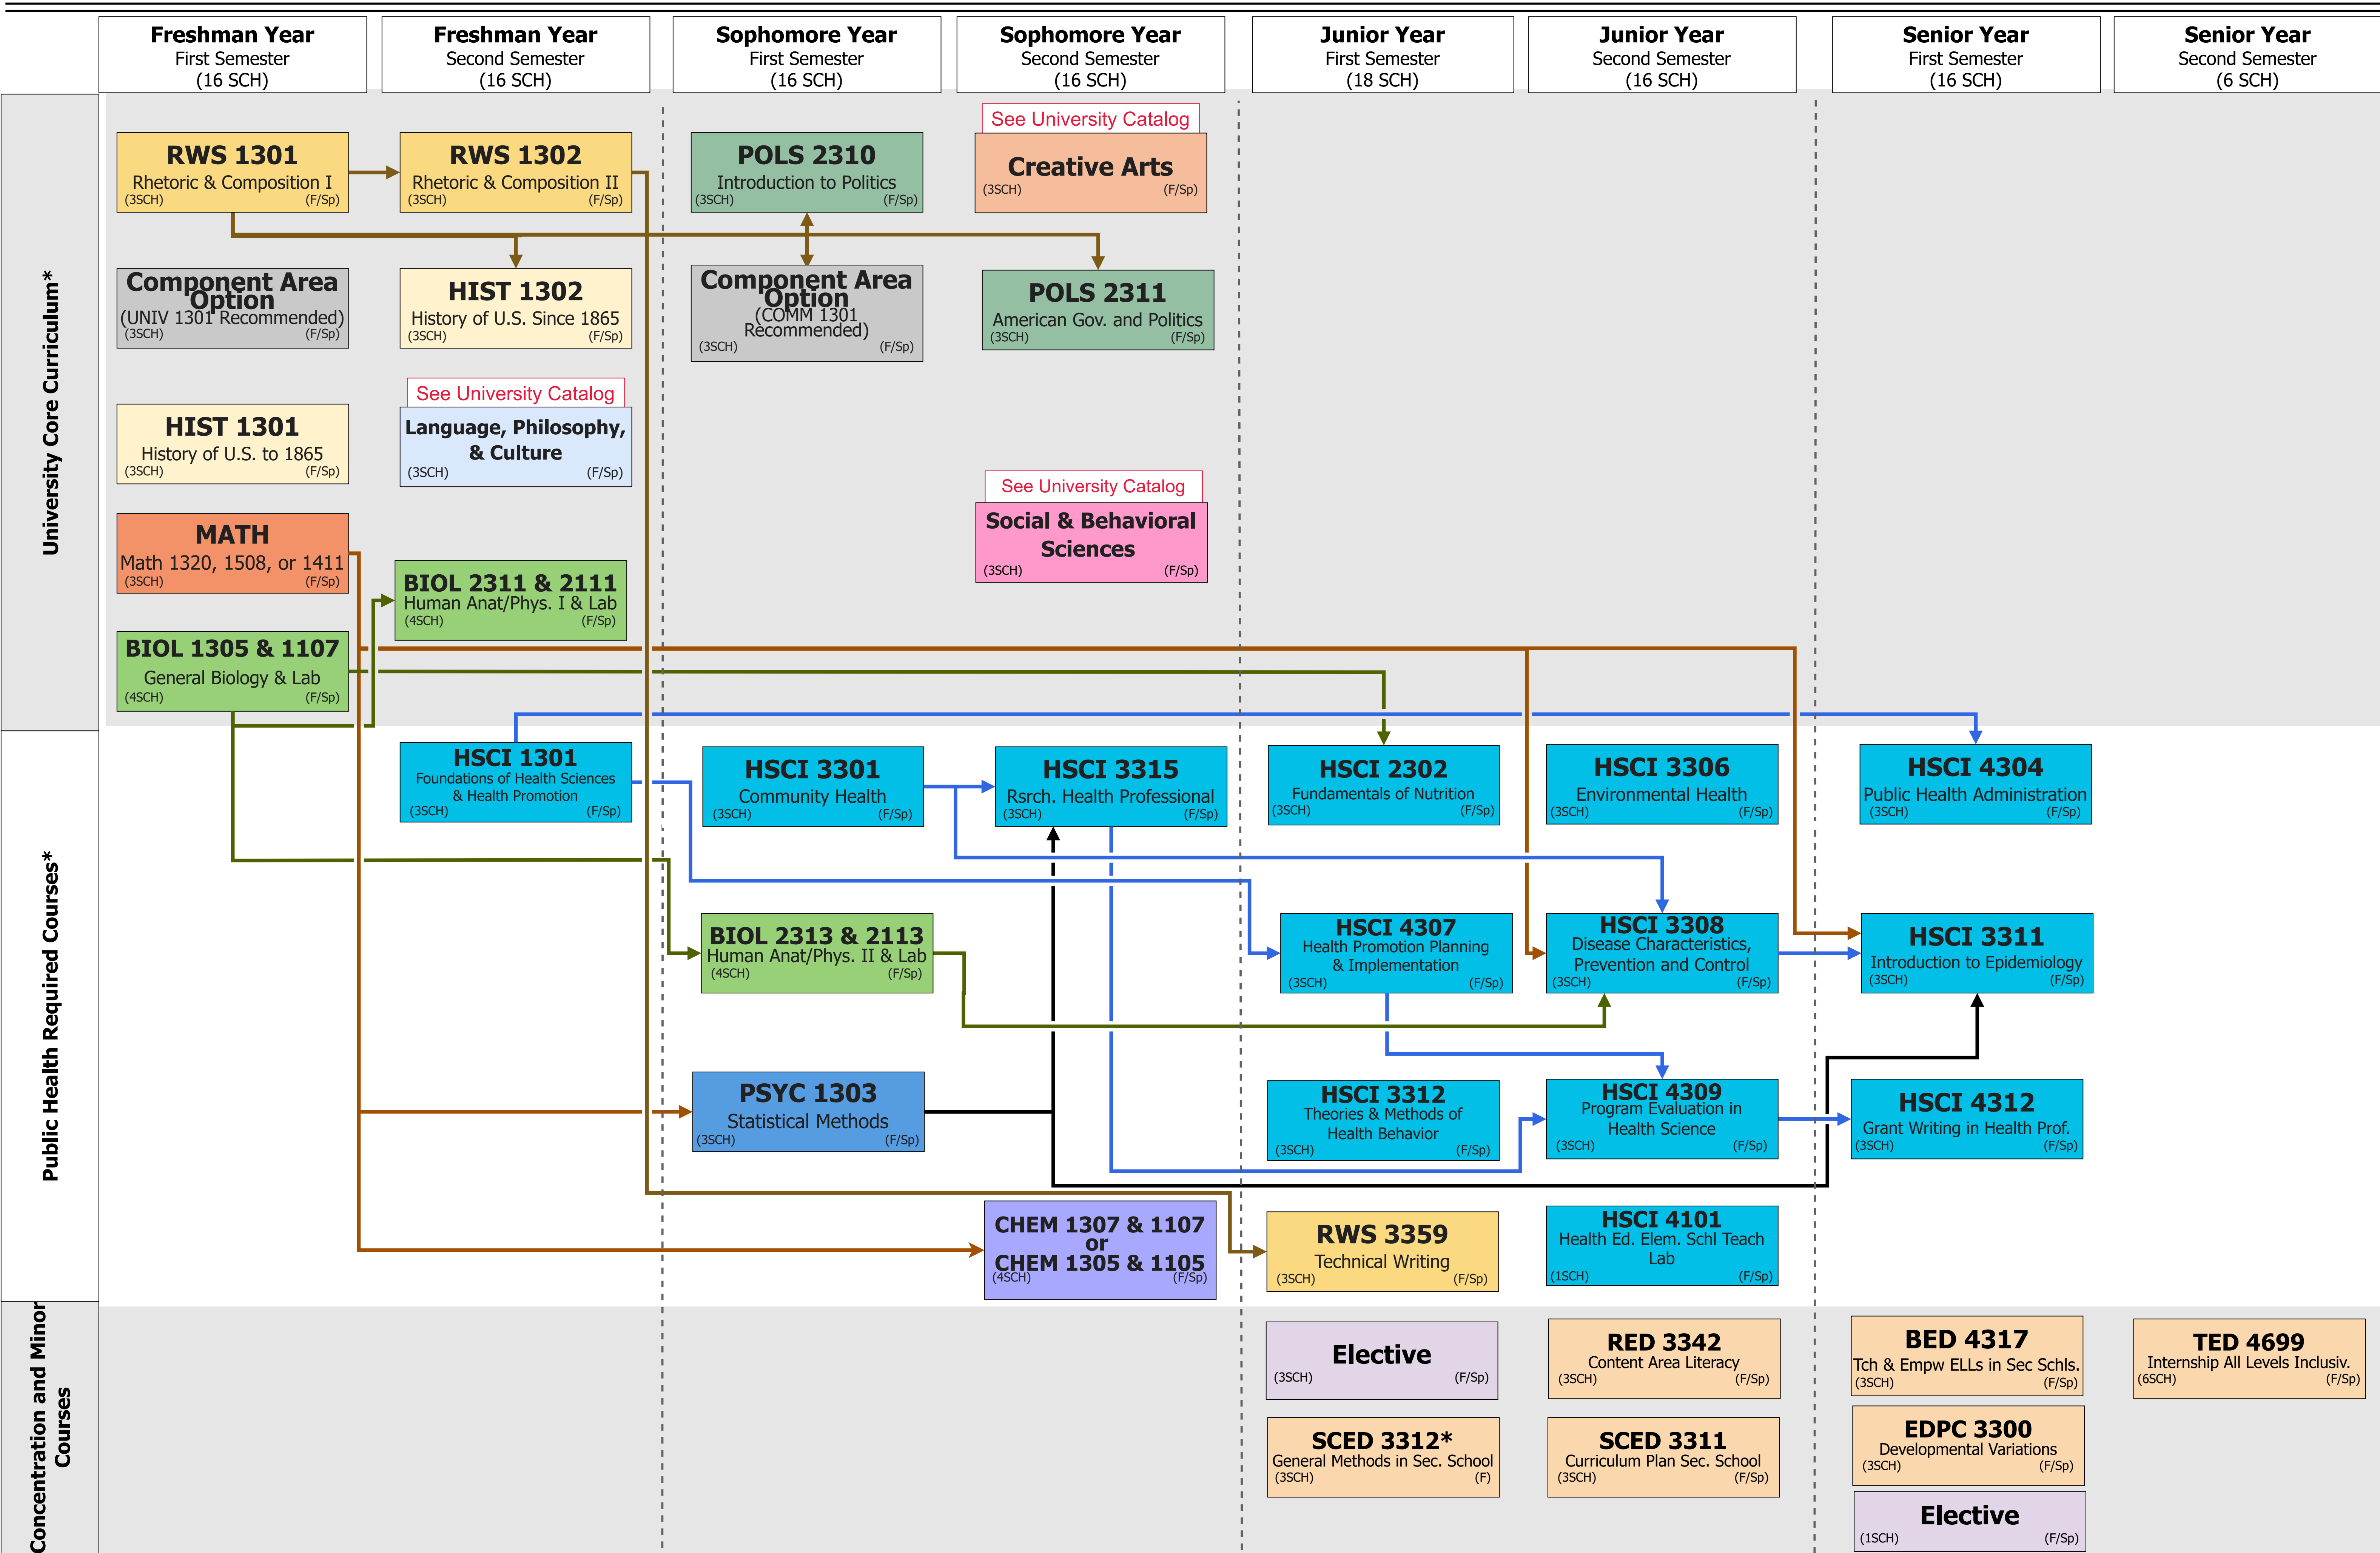 Freshman Year
First Semester
(16 SCH)
Freshman Year
Second Semester
(16 SCH)
Sophomore Year
First Semester
(16 SCH)
Sophomore Year
Second Semester
(16 SCH)
Junior Year
First Semester
(18 SCH)
Junior Year
Second Semester
(16 SCH)
Senior Year
First Semester
(16 SCH)
Senior Year
Second Semester
(6 SCH)
University Core Curriculum*
RWS 1301
Rhetoric & Composition I
(3SCH) (F/Sp)
RWS 1302
Rhetoric & Composition II
(3SCH) (F/Sp)
POLS 2310
Introduction to Politics
(3SCH) (F/Sp)
See University Catalog
Creative Arts
(3SCH) (F/Sp)
Component Area
Option
(UNIV 1301 Recommended)
(3SCH) (F/Sp)
HIST 1302
History of U.S. Since 1865
(3SCH) (F/Sp)
Component Area
Option
(COMM 1301
Recommended)
(3SCH) (F/Sp)
POLS 2311
American Gov. and Politics
(3SCH) (F/Sp)
HIST 1301
History of U.S. to 1865
(3SCH) (F/Sp)
See University Catalog
Language, Philosophy,
& Culture
(3SCH) (F/Sp)
See University Catalog
Social & Behavioral
Sciences
(3SCH) (F/Sp)
MATH
Math 1320, 1508, or 1411
(3SCH) (F/Sp)
BIOL 2311 & 2111
Human Anat/Phys. I & Lab
(4SCH) (F/Sp)
BIOL 1305 & 1107
General Biology & Lab
(4SCH) (F/Sp)
Public Health Required Courses*
HSCI 1301
Foundations of Health Sciences
& Health Promotion
(3SCH) (F/Sp)
HSCI 3301
Community Health
(3SCH) (F/Sp)
HSCI 3315
Rsrch. Health Professional
(3SCH) (F/Sp)
HSCI 2302
Fundamentals of Nutrition
(3SCH) (F/Sp)
HSCI 3306
Environmental Health
(3SCH) (F/Sp)
HSCI 4304
Public Health Administration
(3SCH) (F/Sp)
BIOL 2313 & 2113
Human Anat/Phys. II & Lab
(4SCH) (F/Sp)
HSCI 4307
Health Promotion Planning
& Implementation
(3SCH) (F/Sp)
HSCI 3308
Disease Characteristics,
Prevention and Control
(3SCH) (F/Sp)
HSCI 3311
Introduction to Epidemiology
(3SCH) (F/Sp)
PSYC 1303
Statistical Methods
(3SCH) (F/Sp)
HSCI 3312
Theories & Methods of
Health Behavior
(3SCH) (F/Sp)
HSCI 4309
Program Evaluation in
Health Science
(3SCH) (F/Sp)
HSCI 4312
Grant Writing in Health Prof.
(3SCH) (F/Sp)
CHEM 1307 & 1107
or
CHEM 1305 & 1105
(4SCH) (F/Sp)
RWS 3359
Technical Writing
(3SCH) (F/Sp)
HSCI 4101
Health Ed. Elem. Schl Teach
Lab
(1SCH) (F/Sp)
Concentration and Minor
Courses
Elective
(3SCH) (F/Sp)
RED 3342
Content Area Literacy
(3SCH) (F/Sp)
BED 4317
Tch & Empw ELLs in Sec Schls.
(3SCH) (F/Sp)
TED 4699
Internship All Levels Inclusiv.
(6SCH) (F/Sp)
SCED 3312*
General Methods in Sec. School
(3SCH) (F)
SCED 3311
Curriculum Plan Sec. School
(3SCH) (F/Sp)
EDPC 3300
Developmental Variations
(3SCH) (F/Sp)
Elective
(1SCH) (F/Sp)